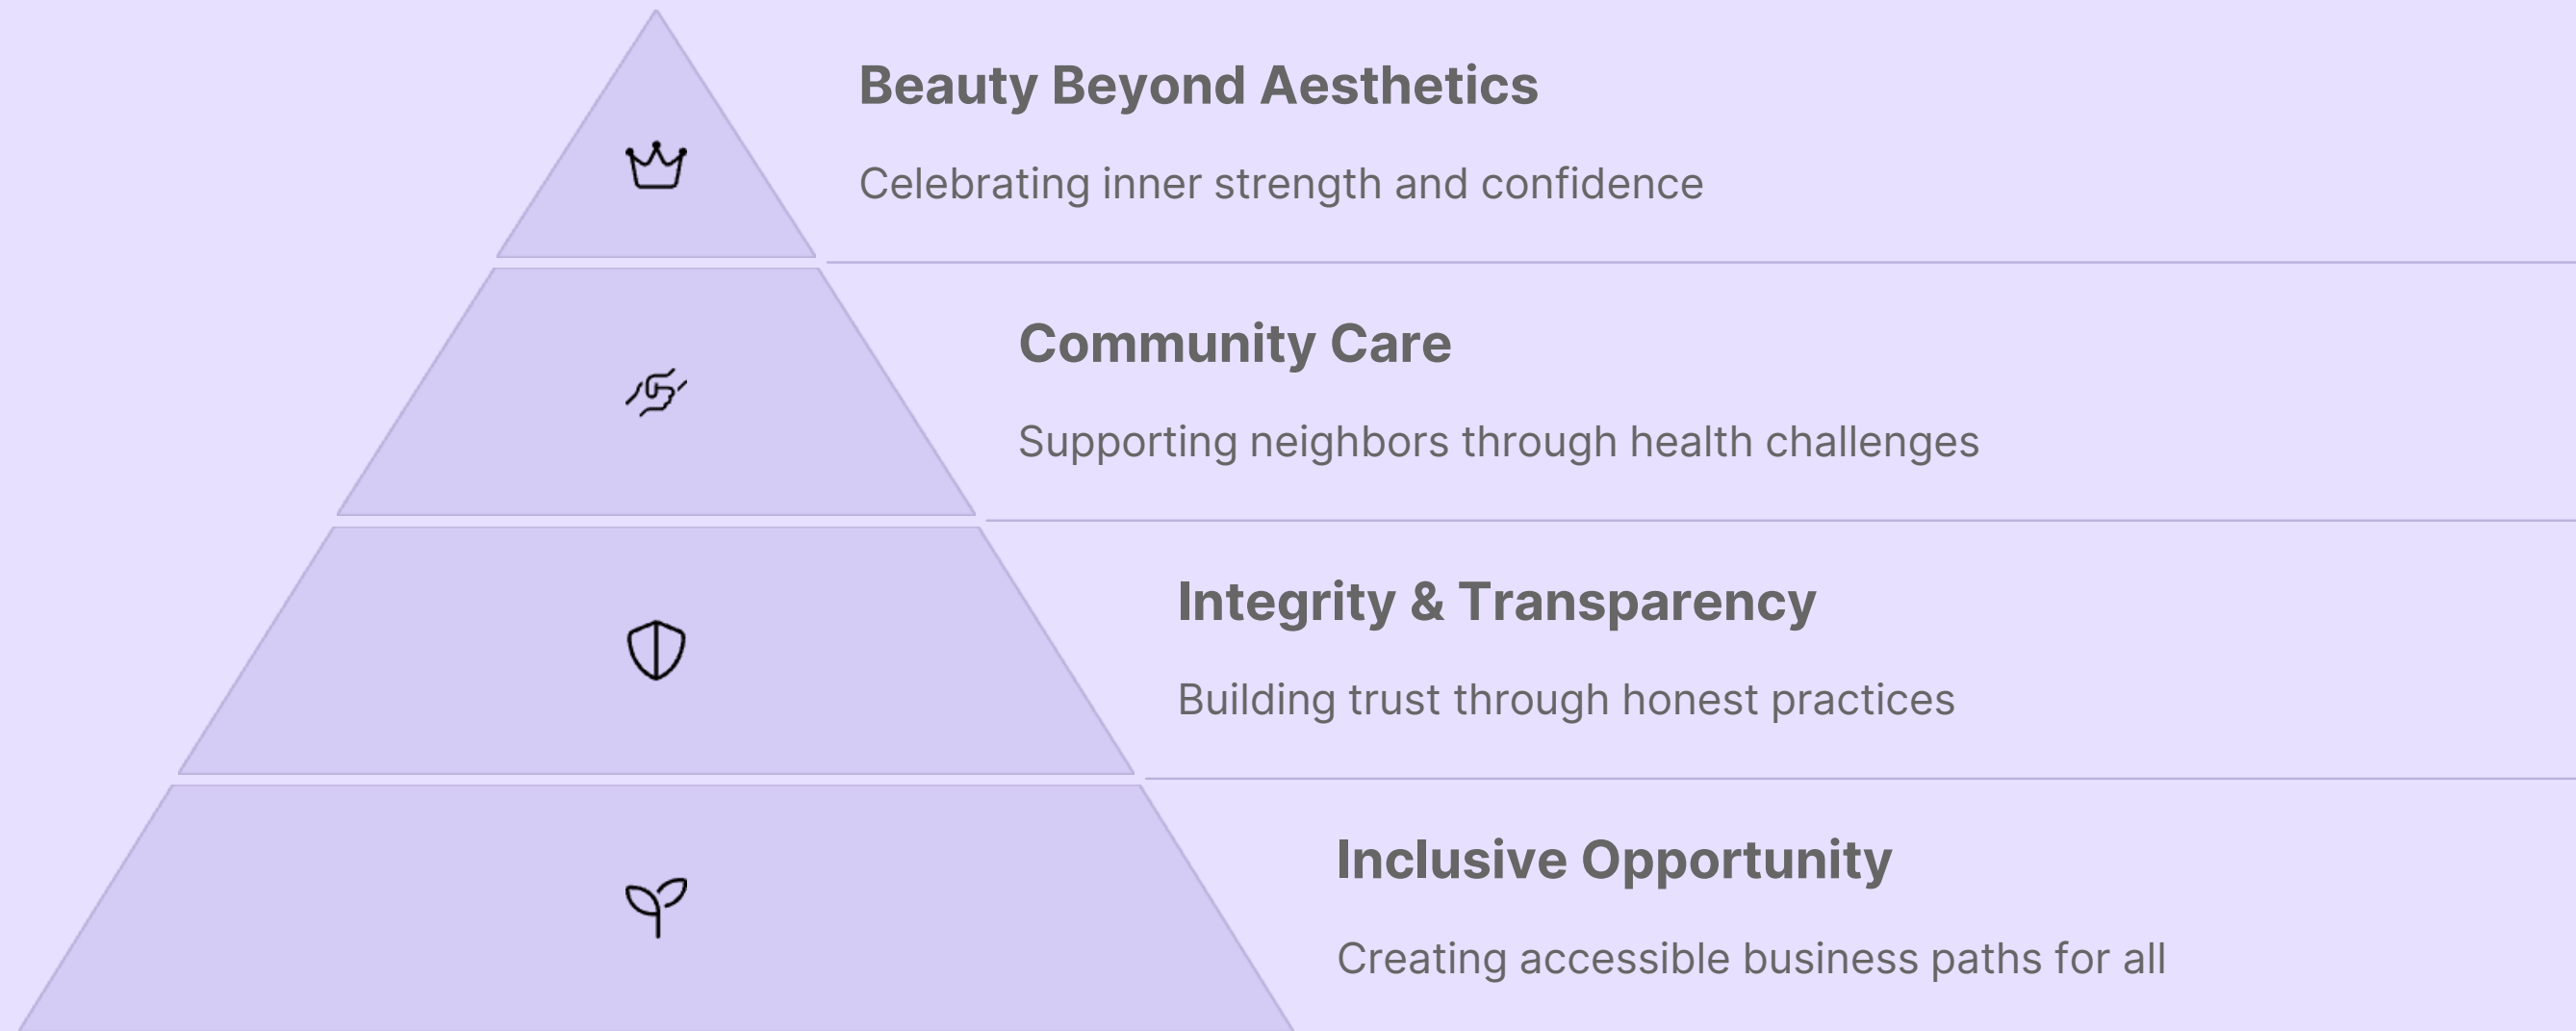 Beauty Beyond Aesthetics
Celebrating inner strength and confidence
Community Care
Supporting neighbors through health challenges
Integrity & Transparency
Building trust through honest practices
Inclusive Opportunity
Creating accessible business paths for all